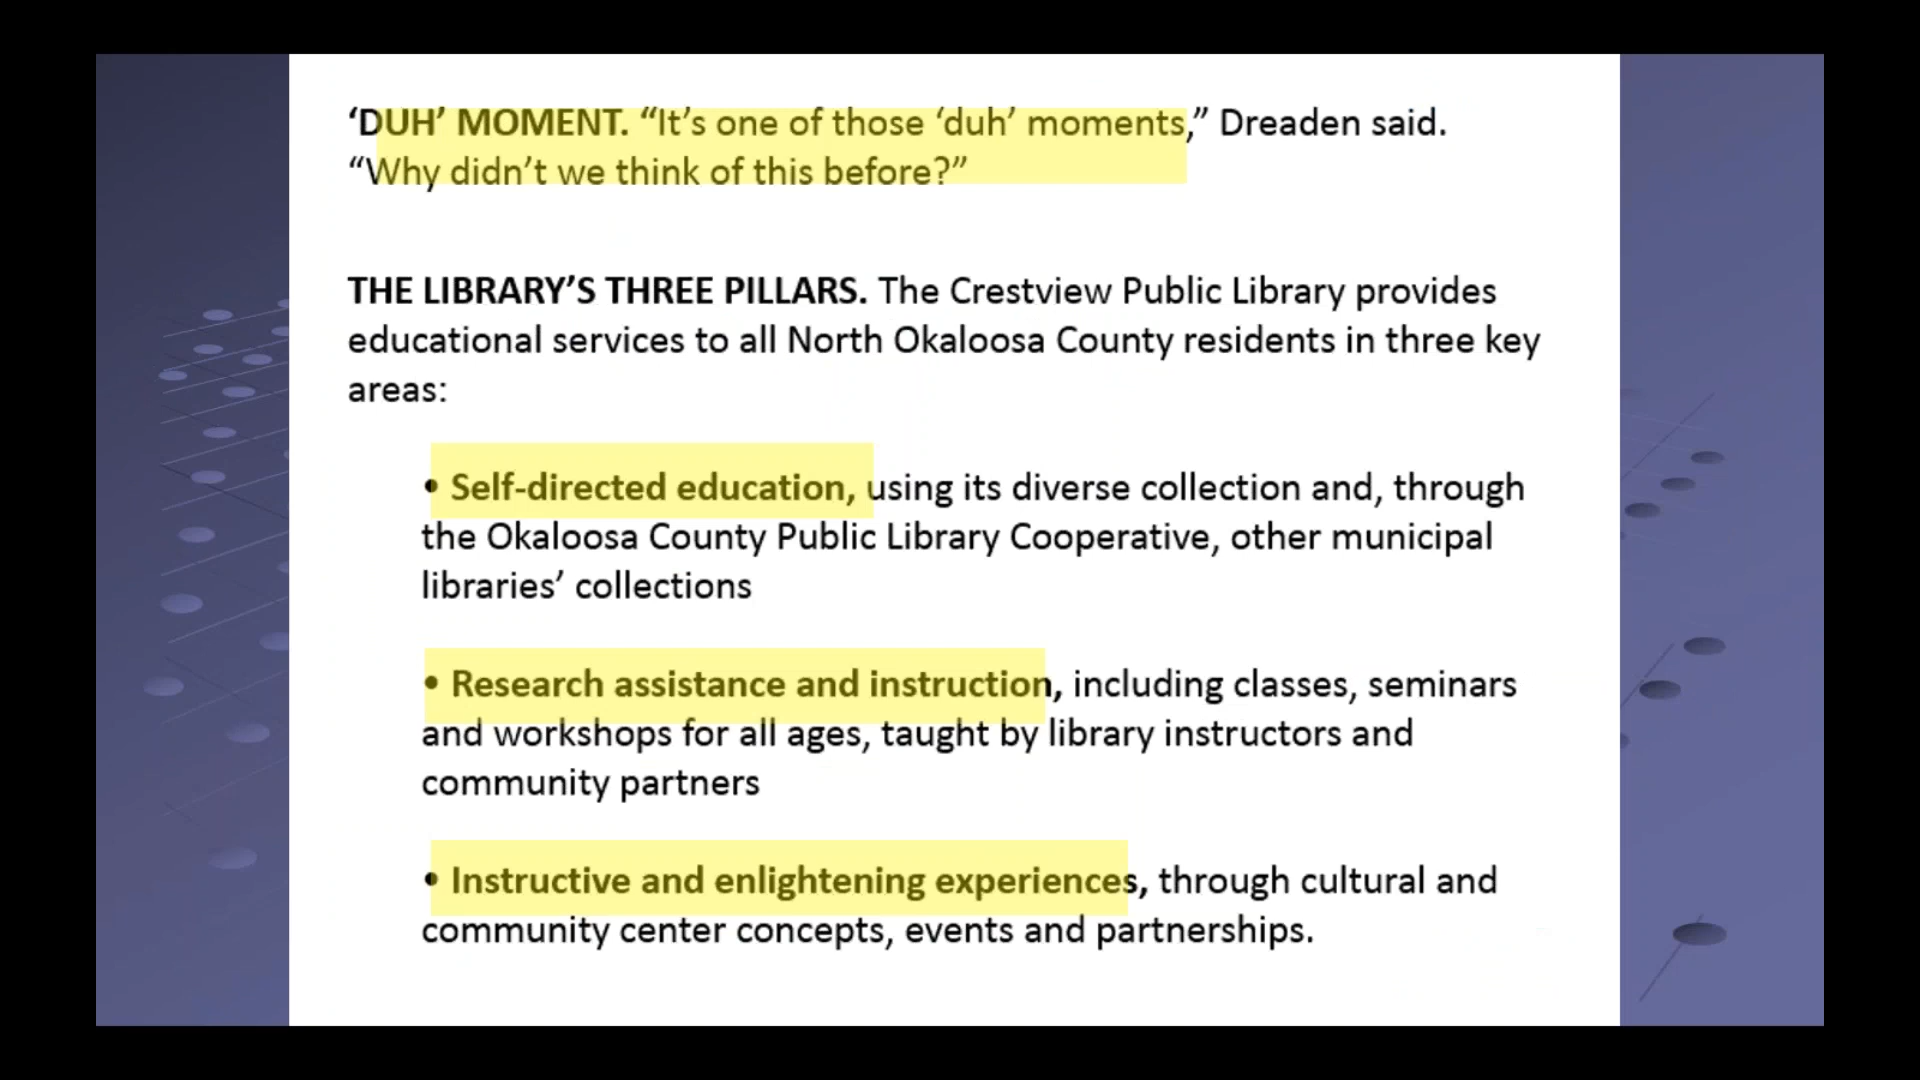 ‘DUH’ MOMENT. “It’s one of those ‘duh’ moments,” Dreaden said.
“Why didn’t we think of this before?”
THE LIBRARY’S THREE PILLARS. The Crestview Public Library provides
educational services to all North Okaloosa County residents in three key
areas:
• Self-directed education, using its diverse collection and, through
the Okaloosa County Public Library Cooperative, other municipal
libraries’ collections
• Research assistance and instruction, including classes, seminars
and workshops for all ages, taught by library instructors and
community partners
• Instructive and enlightening experiences, through cultural and
community center concepts, events and partnerships.